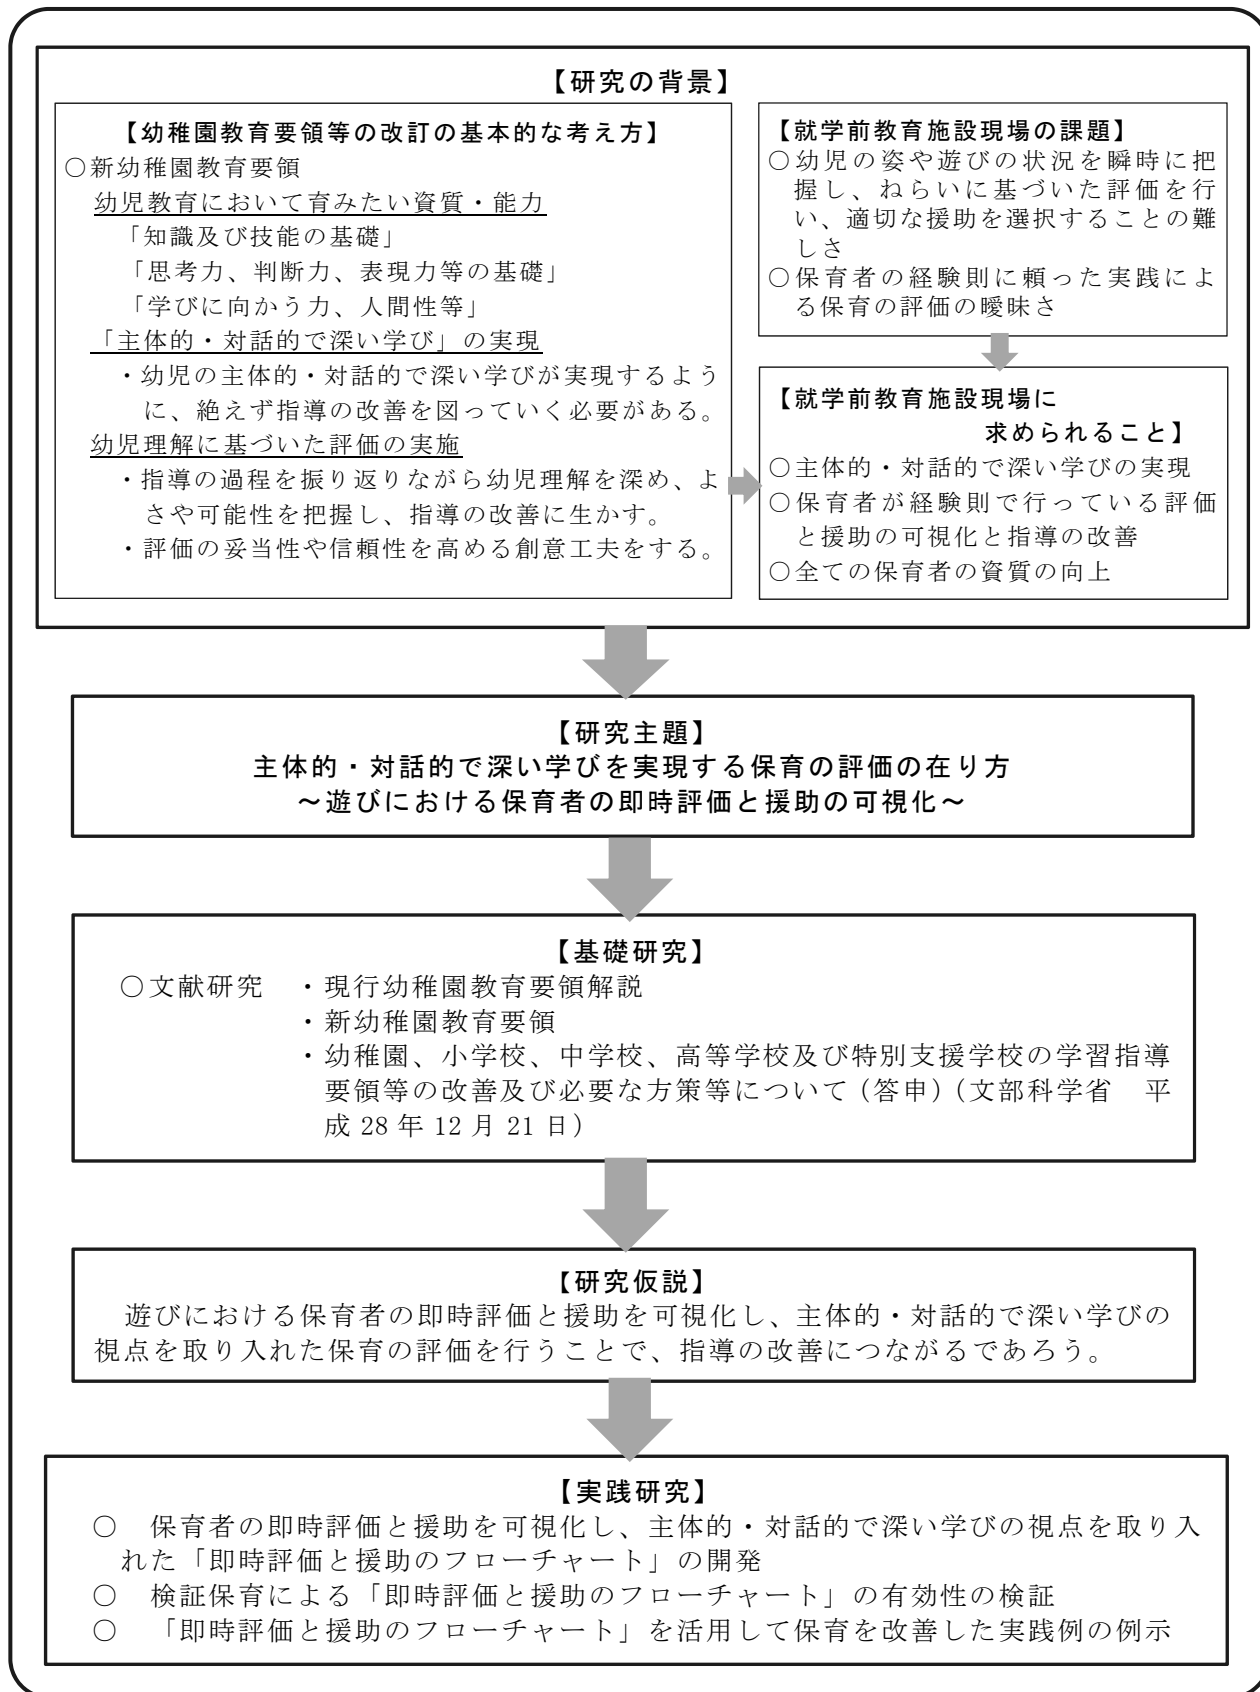 【研究の背景】
【幼稚園教育要領等の改訂の基本的な考え方】
○新幼稚園教育要領
幼児教育において育みたい資質・能力
「知識及び技能の基礎」
「思考力、判断力、表現力等の基礎」
「学びに向かう力、人間性等」
「主体的・対話的で深い学び」の実現
・幼児の主体的・対話的で深い学びが実現するよう
に、絶えず指導の改善を図っていく必要がある。
幼児理解に基づいた評価の実施
・指導の過程を振り返りながら幼児理解を深め、よ
さや可能性を把握し、指導の改善に生かす。
・評価の妥当性や信頼性を高める創意工夫をする。
【就学前教育施設現場の課題】
○幼児の姿や遊びの状況を瞬時に把
握し、ねらいに基づいた評価を行
い、適切な援助を選択することの難
しさ
○保育者の経験則に頼った実践によ
る保育の評価の曖昧さ
【就学前教育施設現場に
求められること】
○主体的・対話的で深い学びの実現
○保育者が経験則で行っている評価
と援助の可視化と指導の改善
○全ての保育者の資質の向上
【研究主題】
主体的・対話的で深い学びを実現する保育の評価の在り方
～遊びにおける保育者の即時評価と援助の可視化～
【基礎研究】
○文献研究　・現行幼稚園教育要領解説
・新幼稚園教育要領
・幼稚園、小学校、中学校、高等学校及び特別支援学校の学習指導
要領等の改善及び必要な方策等について（答申）（文部科学省　平
成 28 年 12 月 21 日）
【研究仮説】
遊びにおける保育者の即時評価と援助を可視化し、主体的・対話的で深い学びの
視点を取り入れた保育の評価を行うことで、指導の改善につながるであろう。
【実践研究】
○　保育者の即時評価と援助を可視化し、主体的・対話的で深い学びの視点を取り入
れた「即時評価と援助のフローチャート」の開発
○　検証保育による「即時評価と援助のフローチャート」の有効性の検証
○　「即時評価と援助のフローチャート」を活用して保育を改善した実践例の例示